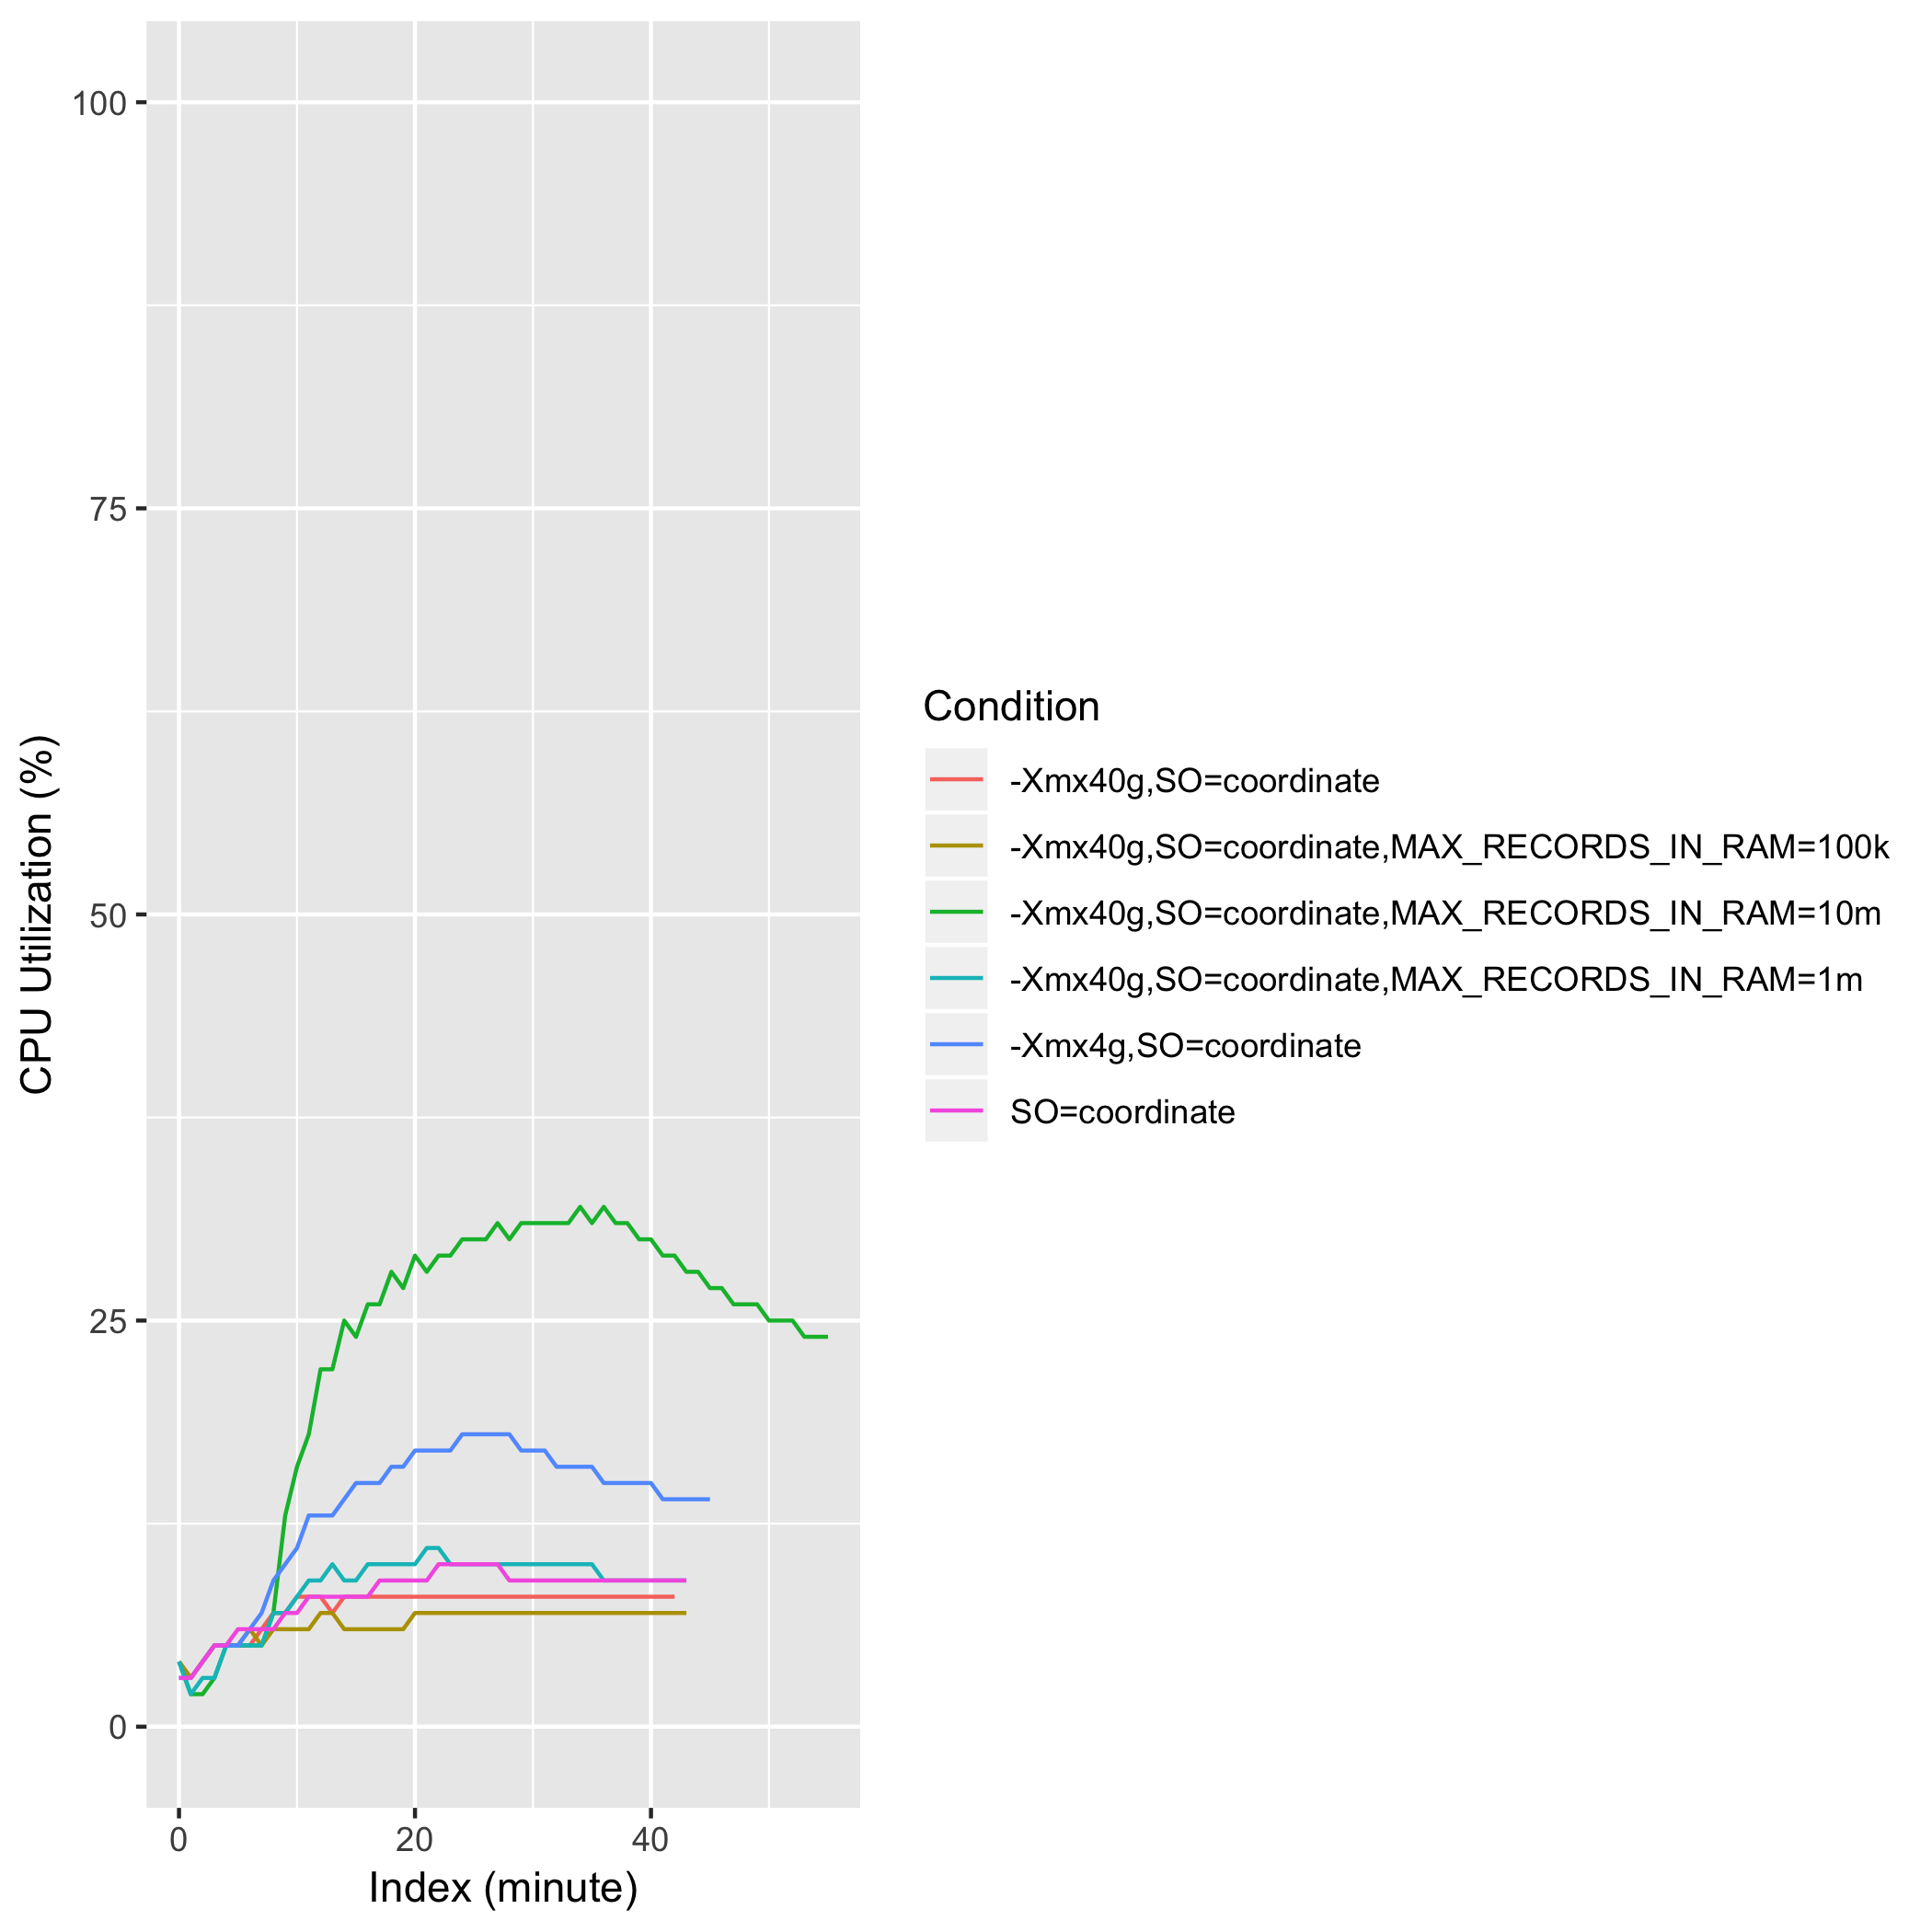 100
75
50
25
0
CPU Utilization (%)
0 20 40
Index (minute)
Condition
-Xmx40g,SO=coordinate
-Xmx40g,SO=coordinate,MAX_RECORDS_IN_RAM=100k
-Xmx40g,SO=coordinate,MAX_RECORDS_IN_RAM=10m
-Xmx40g,SO=coordinate,MAX_RECORDS_IN_RAM=1m
-Xmx4g,SO=coordinate
SO=coordinate